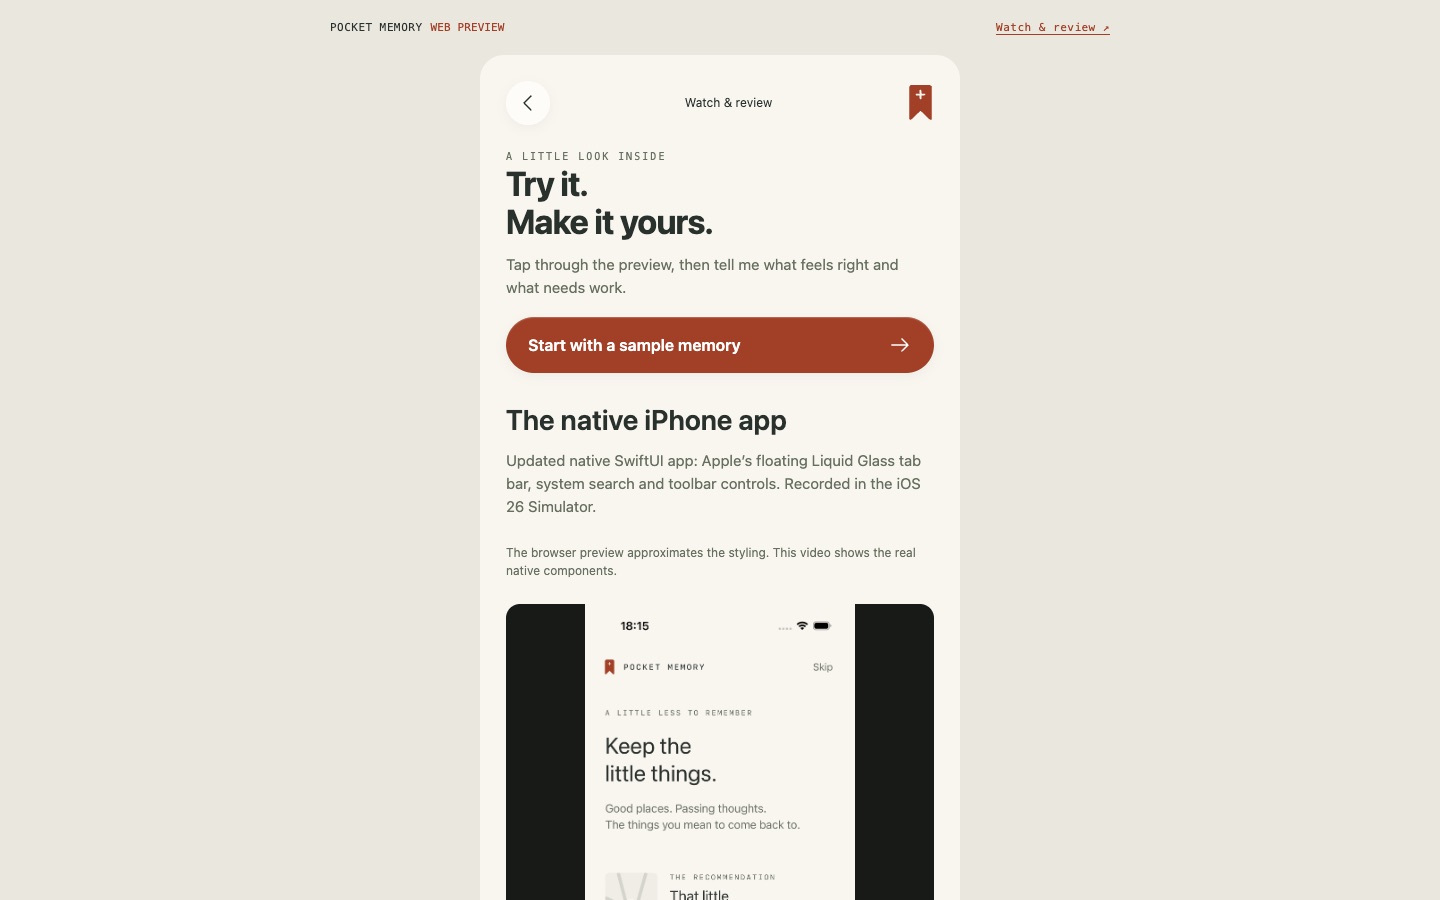 POCKET MEMORY WEB PREVIEW
Watch & review ↗
Watch & review
A LITTLE LOOK INSIDE
Try it.
Make it yours.
Tap through the preview, then tell me what feels right and
what needs work.
Start with a sample memory
The native iPhone app
Updated native SwiftUI app: Apple’s floating Liquid Glass tab
bar, system search and toolbar controls. Recorded in the iOS
26 Simulator.
The browser preview approximates the styling. This video shows the real
native components.
18:15
POCKET MEMORY
Skip
A LITTLE LESS TO REMEMBER
Keep the
little things.
Good places. Passing thoughts.
The things you mean to come back to.
THE RECOMMENDATION
That little